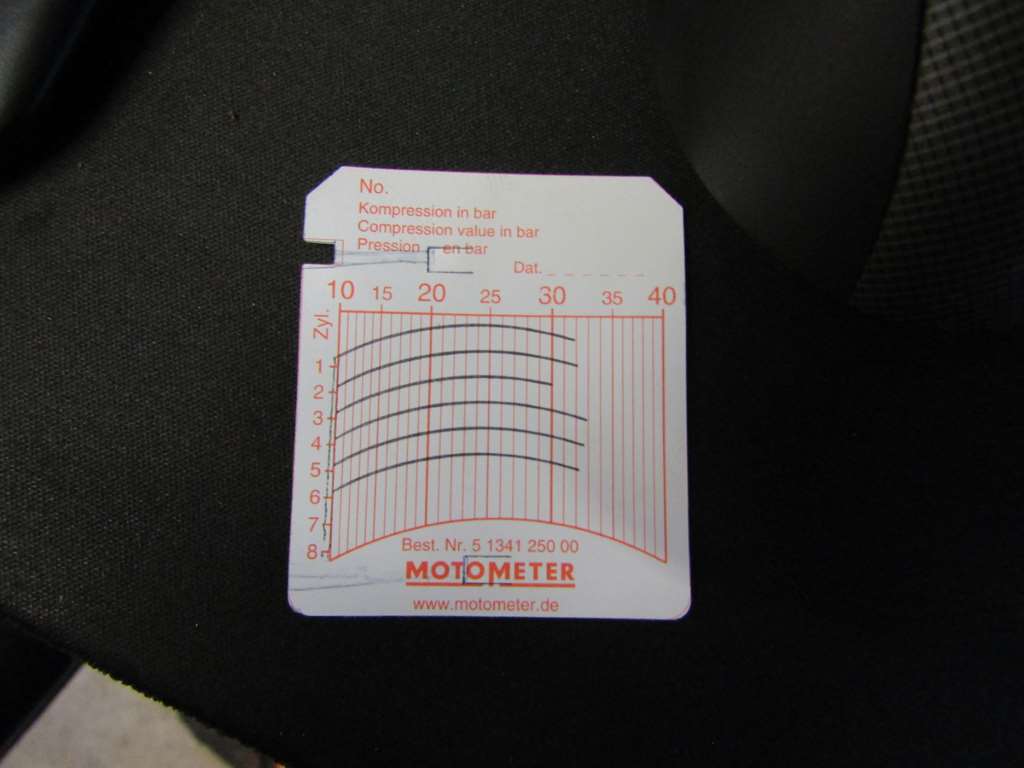 No.
Kompression in bar
Compression value in bar
Pression en bar
Dat.
10 15 20 25 30 35 40
Zyl.
1
2
3
4
5
6
7
8
Best. Nr. 5 1341 250 00
MOTOMETER
www.motometer.de